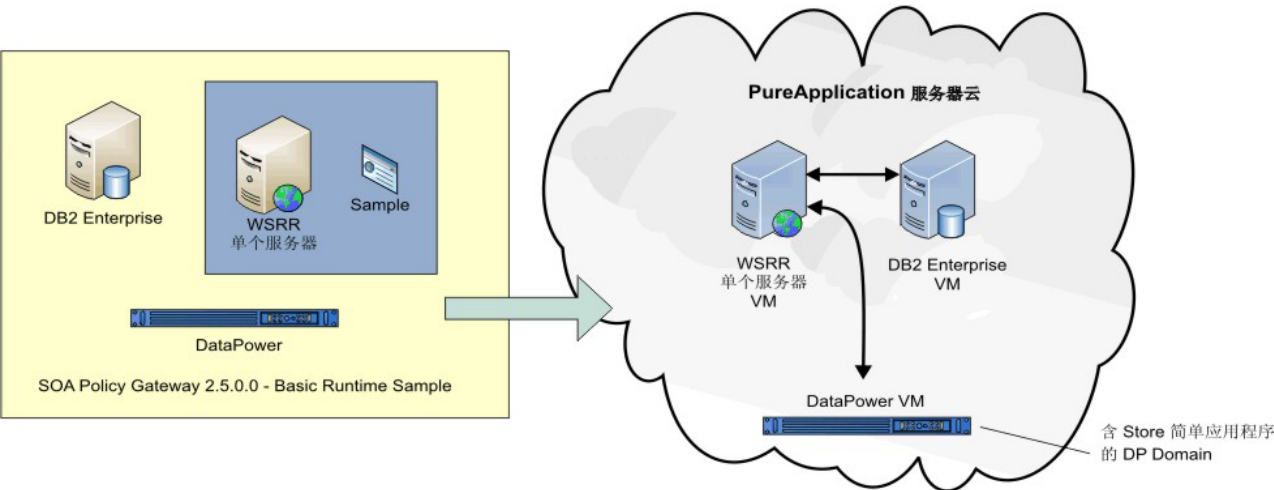 DB2 Enterprise
WSRR
单个服务器
Sample
DataPower
SOA Policy Gateway 2.5.0.0 - Basic Runtime Sample
PureApplication 服务器云
WSRR
单个服务器
VM
DB2 Enterprise
VM
DataPower VM
含 Store 简单应用程序
的 DP Domain